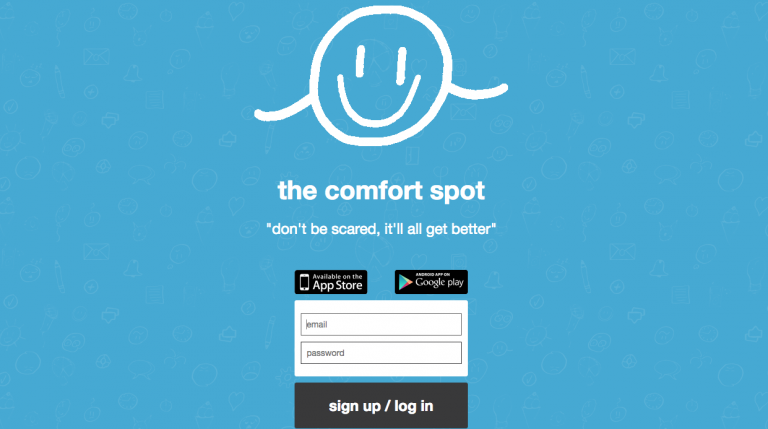 the comfort spot
"don't be scared, it'll all get better"
Available on the
App Store
ANDROID APP ON
Google play
email
password
sign up / log in